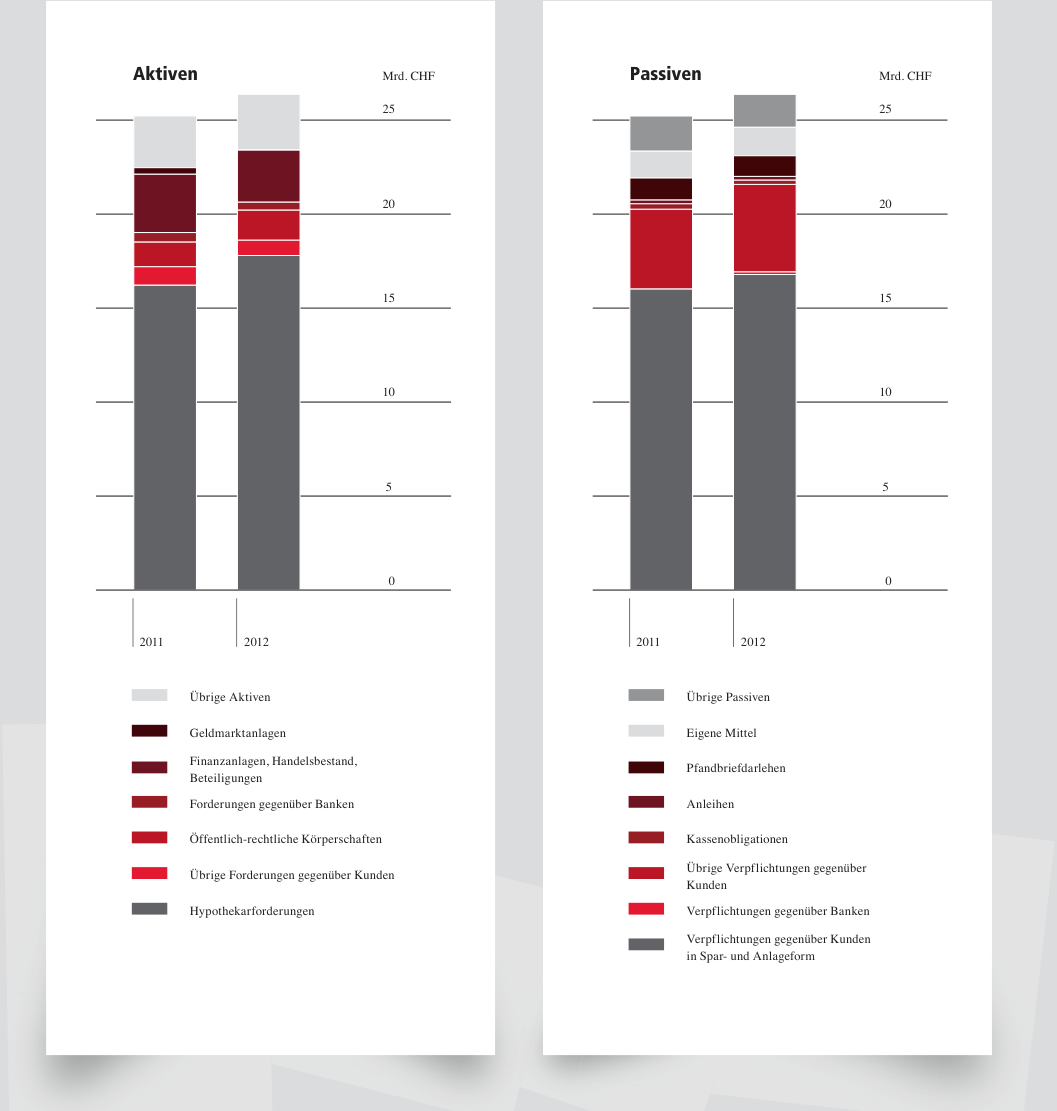 Aktiven
Mrd. CHF
25
20
15
10
5
0
2011
2012
Übrige Aktiven
Geldmarktanlagen
Finanzanlagen, Handelsbestand,
Beteiligungen
Forderungen gegenüber Banken
Öffentlich-rechtliche Körperschaften
Übrige Forderungen gegenüber Kunden
Hypothekarforderungen
Passiven
Mrd. CHF
25
20
15
10
5
0
2011
2012
Übrige Passiven
Eigene Mittel
Pfandbriefdarlehen
Anleihen
Kassenobligationen
Übrige Verpflichtungen gegenüber
Kunden
Verpflichtungen gegenüber Banken
Verpflichtungen gegenüber Kunden
in Spar- und Anlageform